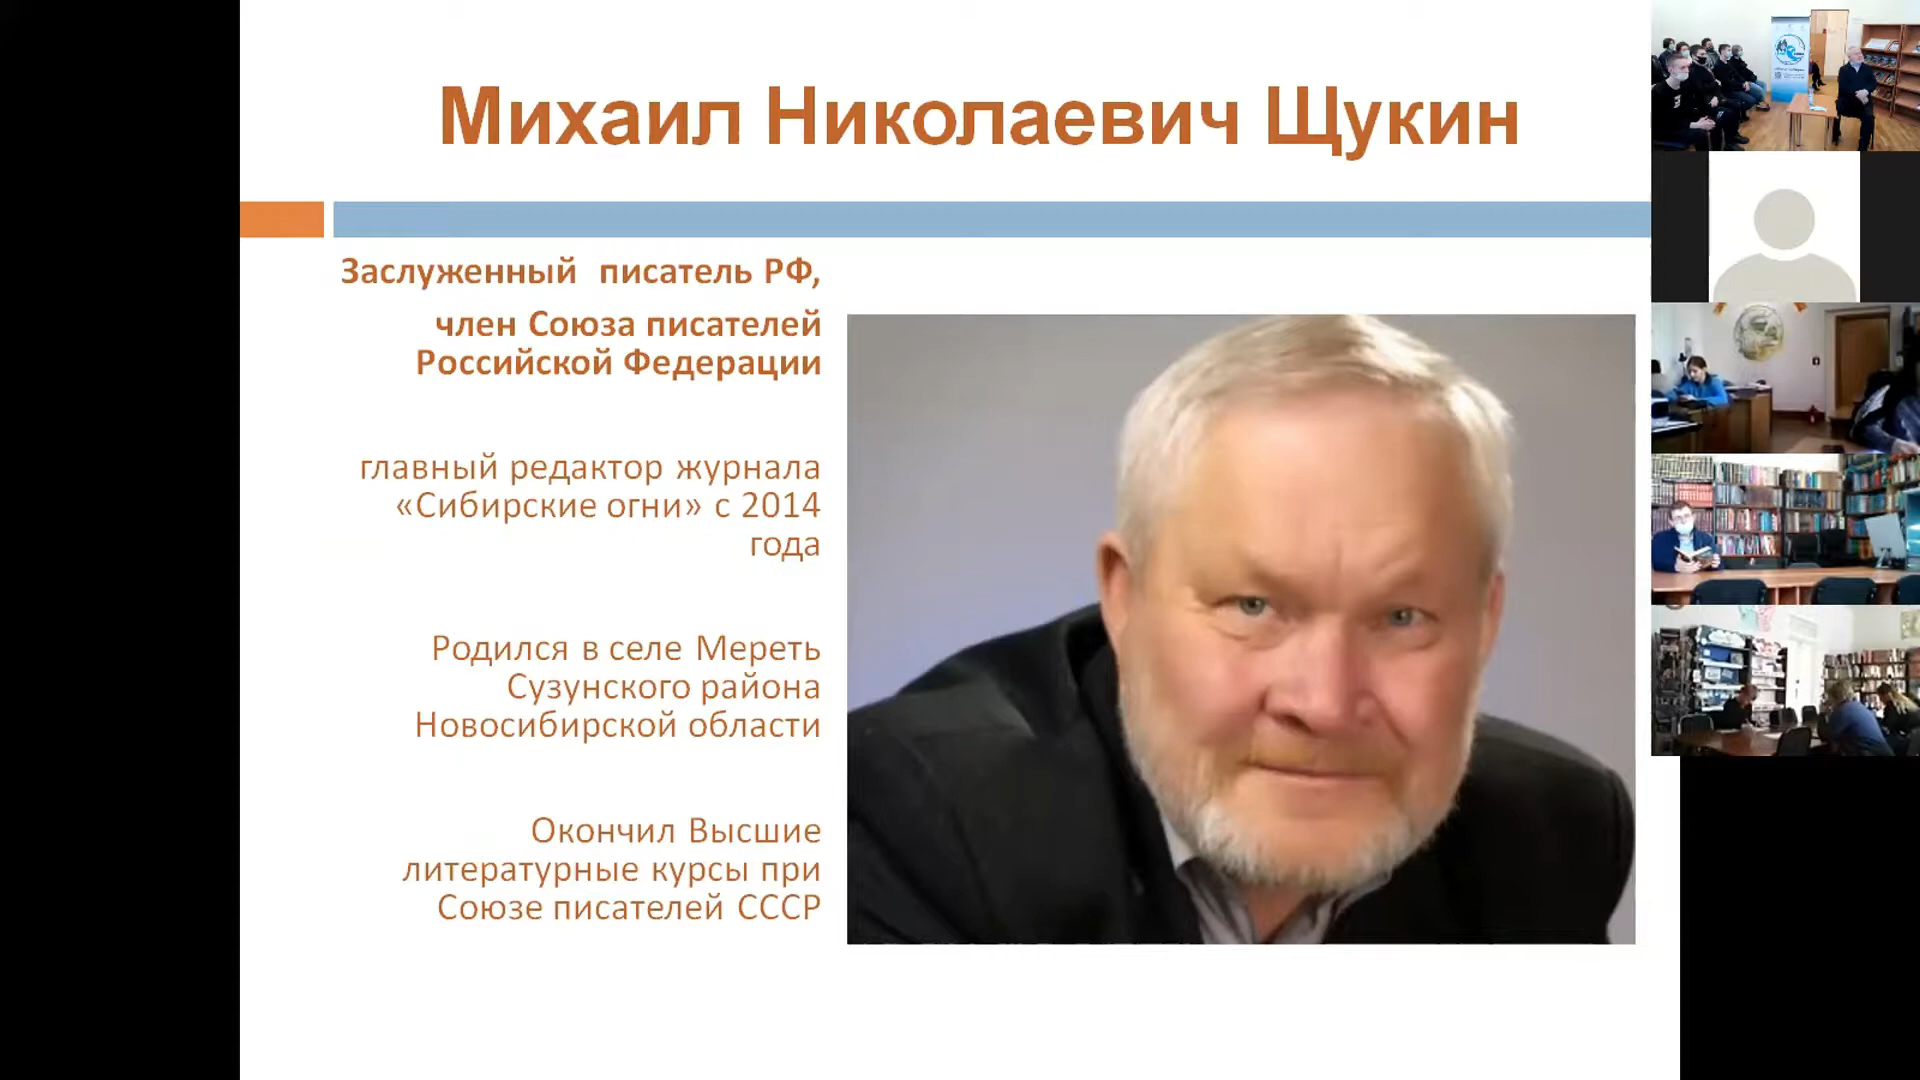 Михаил Николаевич Щукин
Заслуженный писатель РФ,
член Союза писателей
Российской Федерации
главный редактор журнала
«Сибирские огни» с 2014
года
Родился в селе Мереть
Сузунского района
Новосибирской области
Окончил Высшие
литературные курсы при
Союзе писателей СССР